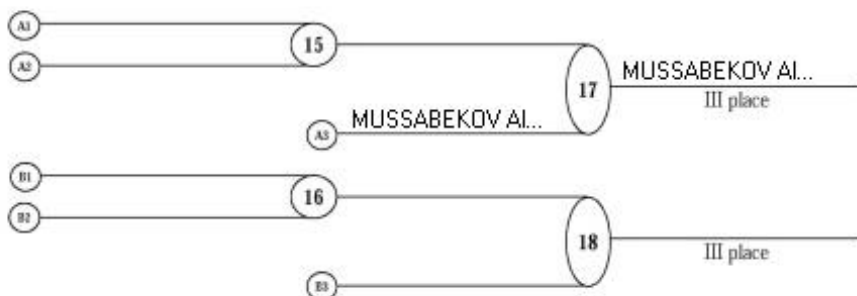 A1
A2
15
MUSSABEKOV AI...
III place
17
A3
MUSSABEKOV AI...
B1
B2
16
18
III place
B3